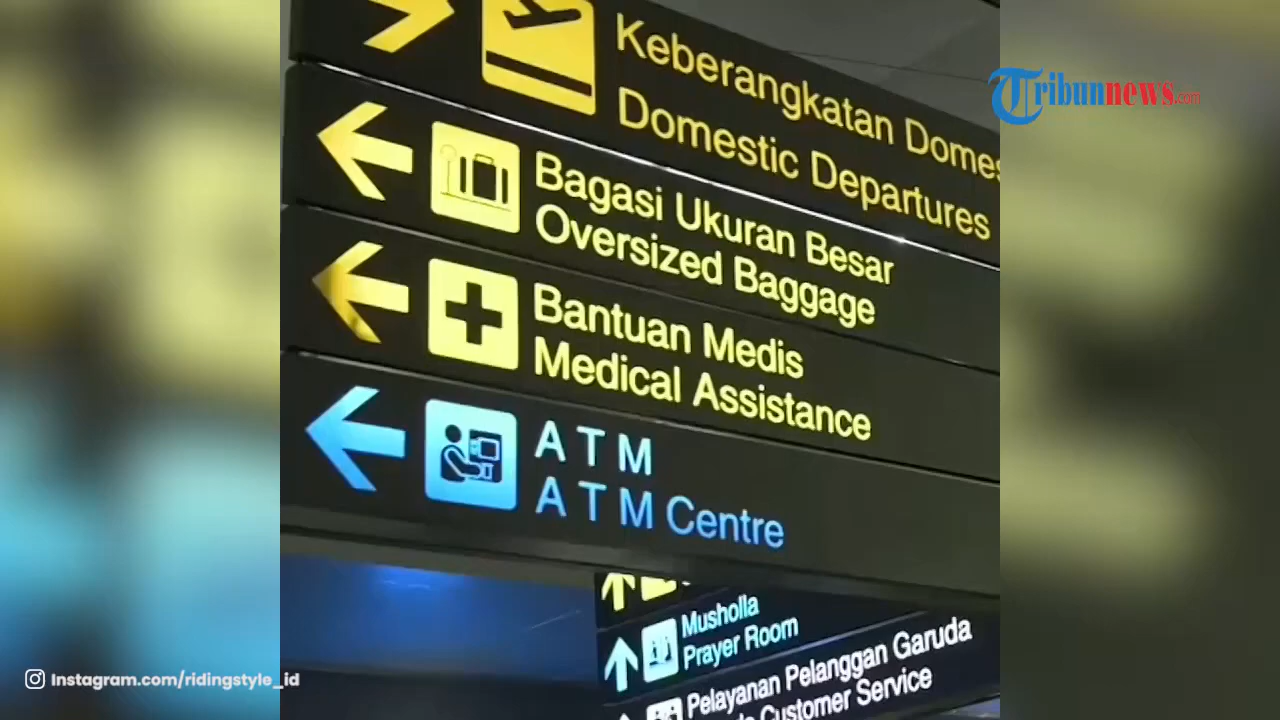 Keberangkatan
Domestic Departures
Tribunnews.com
Bagasi Ukuran Besar
Oversized Baggage
Bantuan Medis
Medical Assistance
ATM
ATM Centre
Musholla
Prayer Room
Pelayanan Pelanggan Garuda
Customer Service
Instagram.com/ridingstyle_id